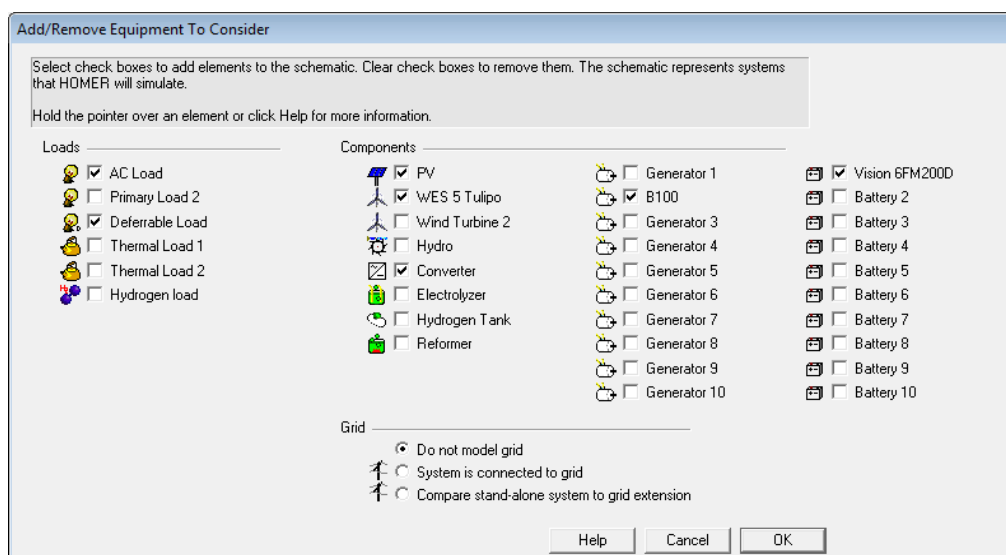 Add/Remove Equipment To Consider
Select check boxes to add elements to the schematic. Clear check boxes to remove them. The schematic represents systems
that HOMER will simulate.
Hold the pointer over an element or click Help for more information.
Loads
AC Load
Primary Load 2
Deferrable Load
Thermal Load 1
Thermal Load 2
Hydrogen load
Components
PV
WES 5 Tulipo
Wind Turbine 2
Hydro
Converter
Electrolyzer
Hydrogen Tank
Reformer
Generator 1
B100
Generator 3
Generator 4
Generator 5
Generator 6
Generator 7
Generator 8
Generator 9
Generator 10
Vision 6FM200D
Battery 2
Battery 3
Battery 4
Battery 5
Battery 6
Battery 7
Battery 8
Battery 9
Battery 10
Grid
Do not model grid
System is connected to grid
Compare stand-alone system to grid extension
Help
Cancel
OK